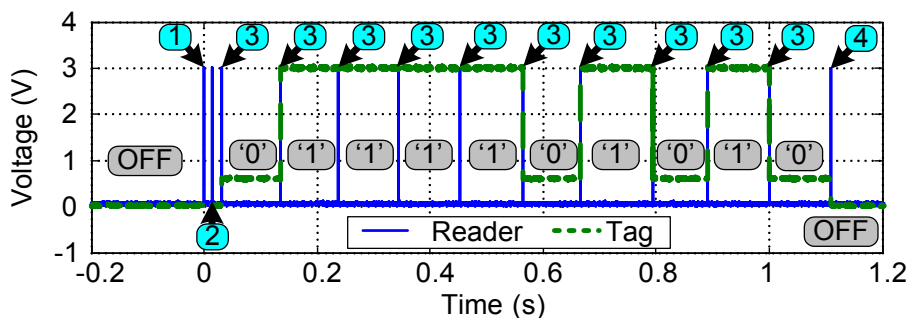 4
1 3 3 3 3 3 3 3 3 3 4
3
2
OFF '0' '1' '1' '1' '1' '0' '1' '0' '1' '0'
1
0
2
Reader Tag OFF
-1
-0.2 0 0.2 0.4 0.6 0.8 1 1.2
Voltage (V)
Time (s)